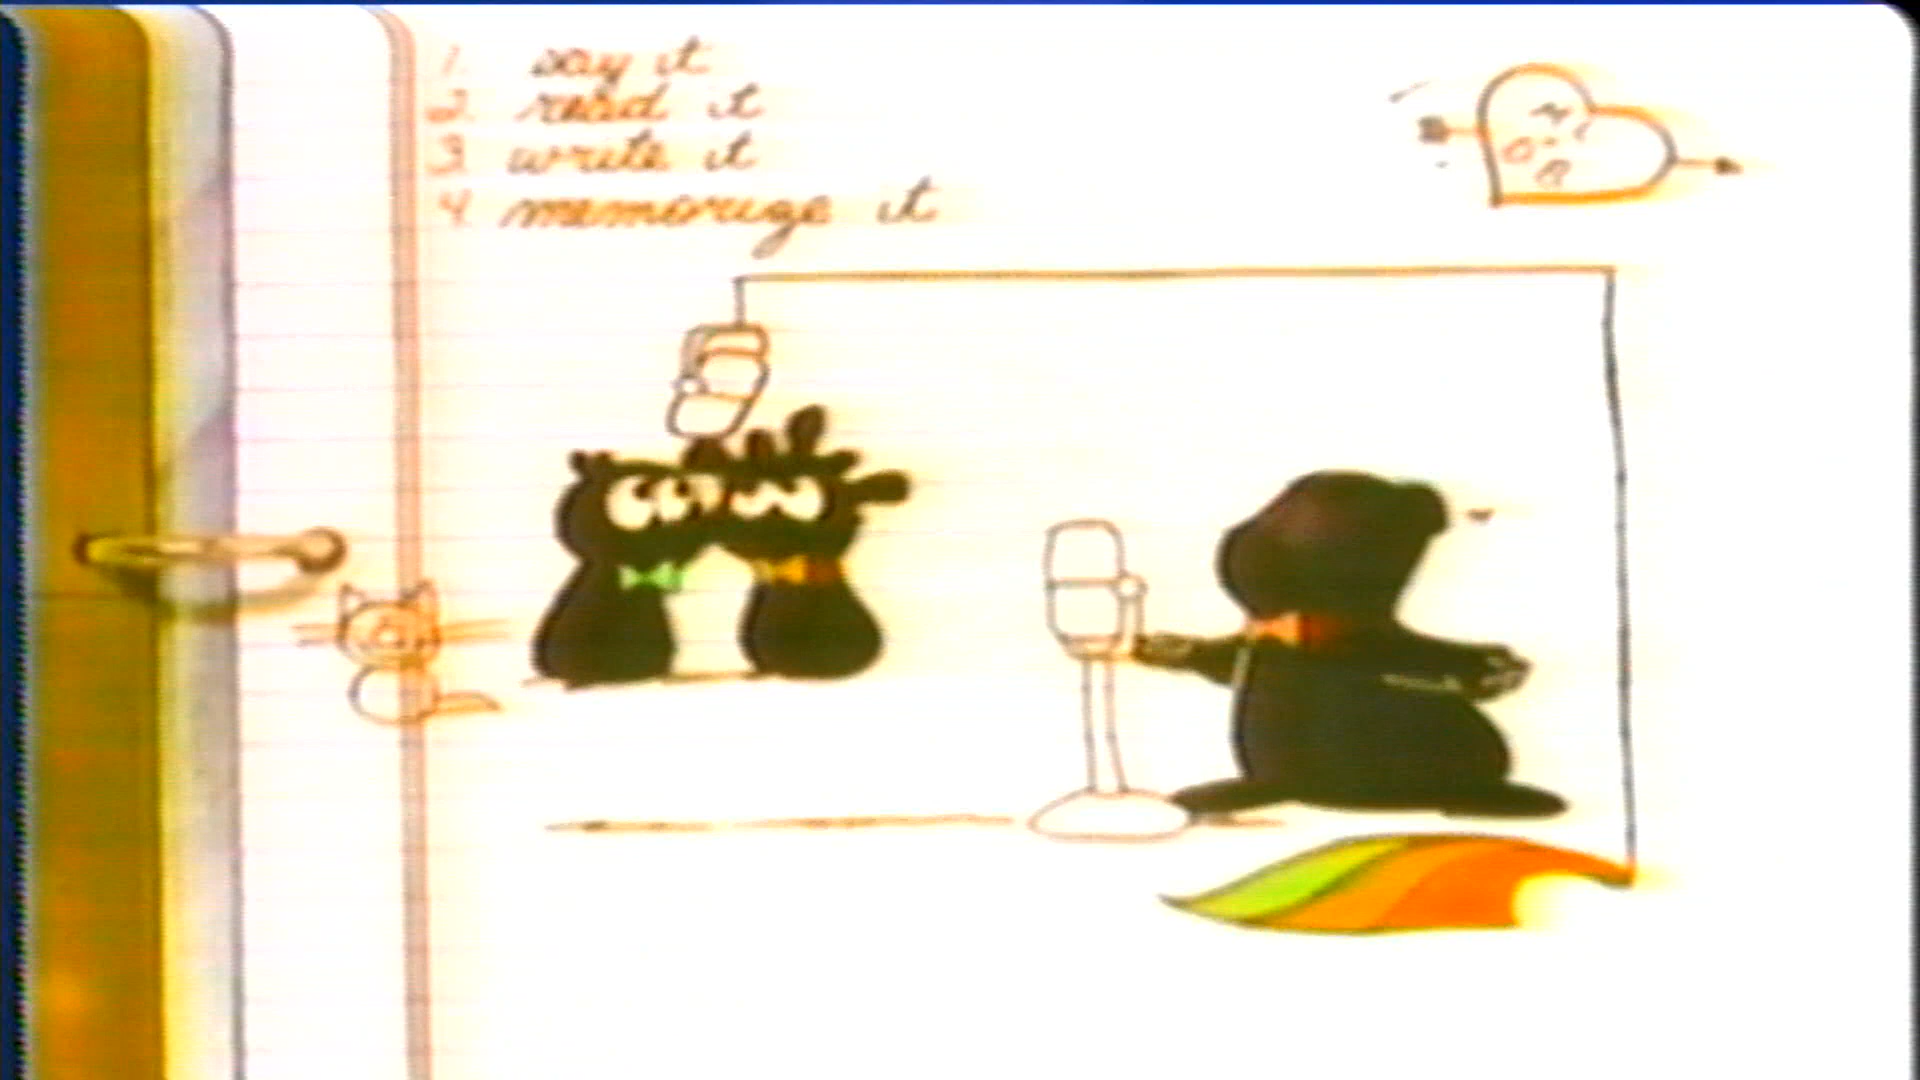 1. say it
2. read it
3. write it
4. memorize it